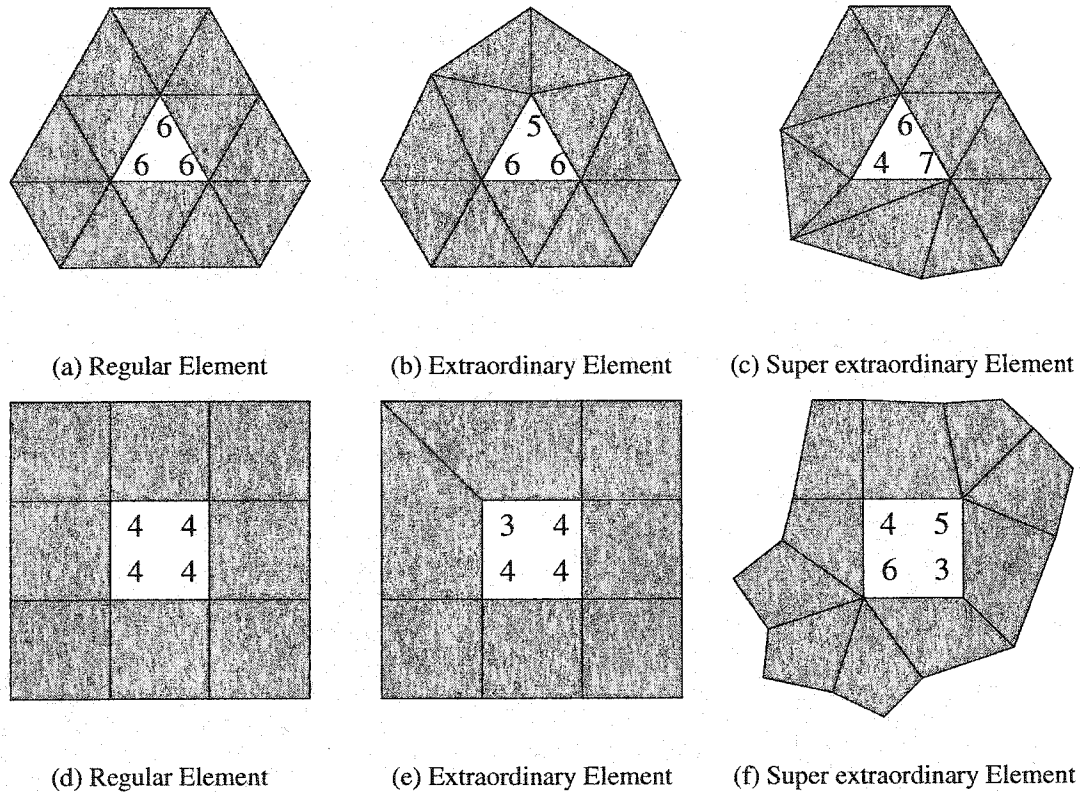 6
6 6
5
6 6
6
4 7
(a) Regular Element
(b) Extraordinary Element
(c) Super extraordinary Element
4 4
4 4
3 4
4 4
4 5
6 3
(d) Regular Element
(e) Extraordinary Element
(f) Super extraordinary Element